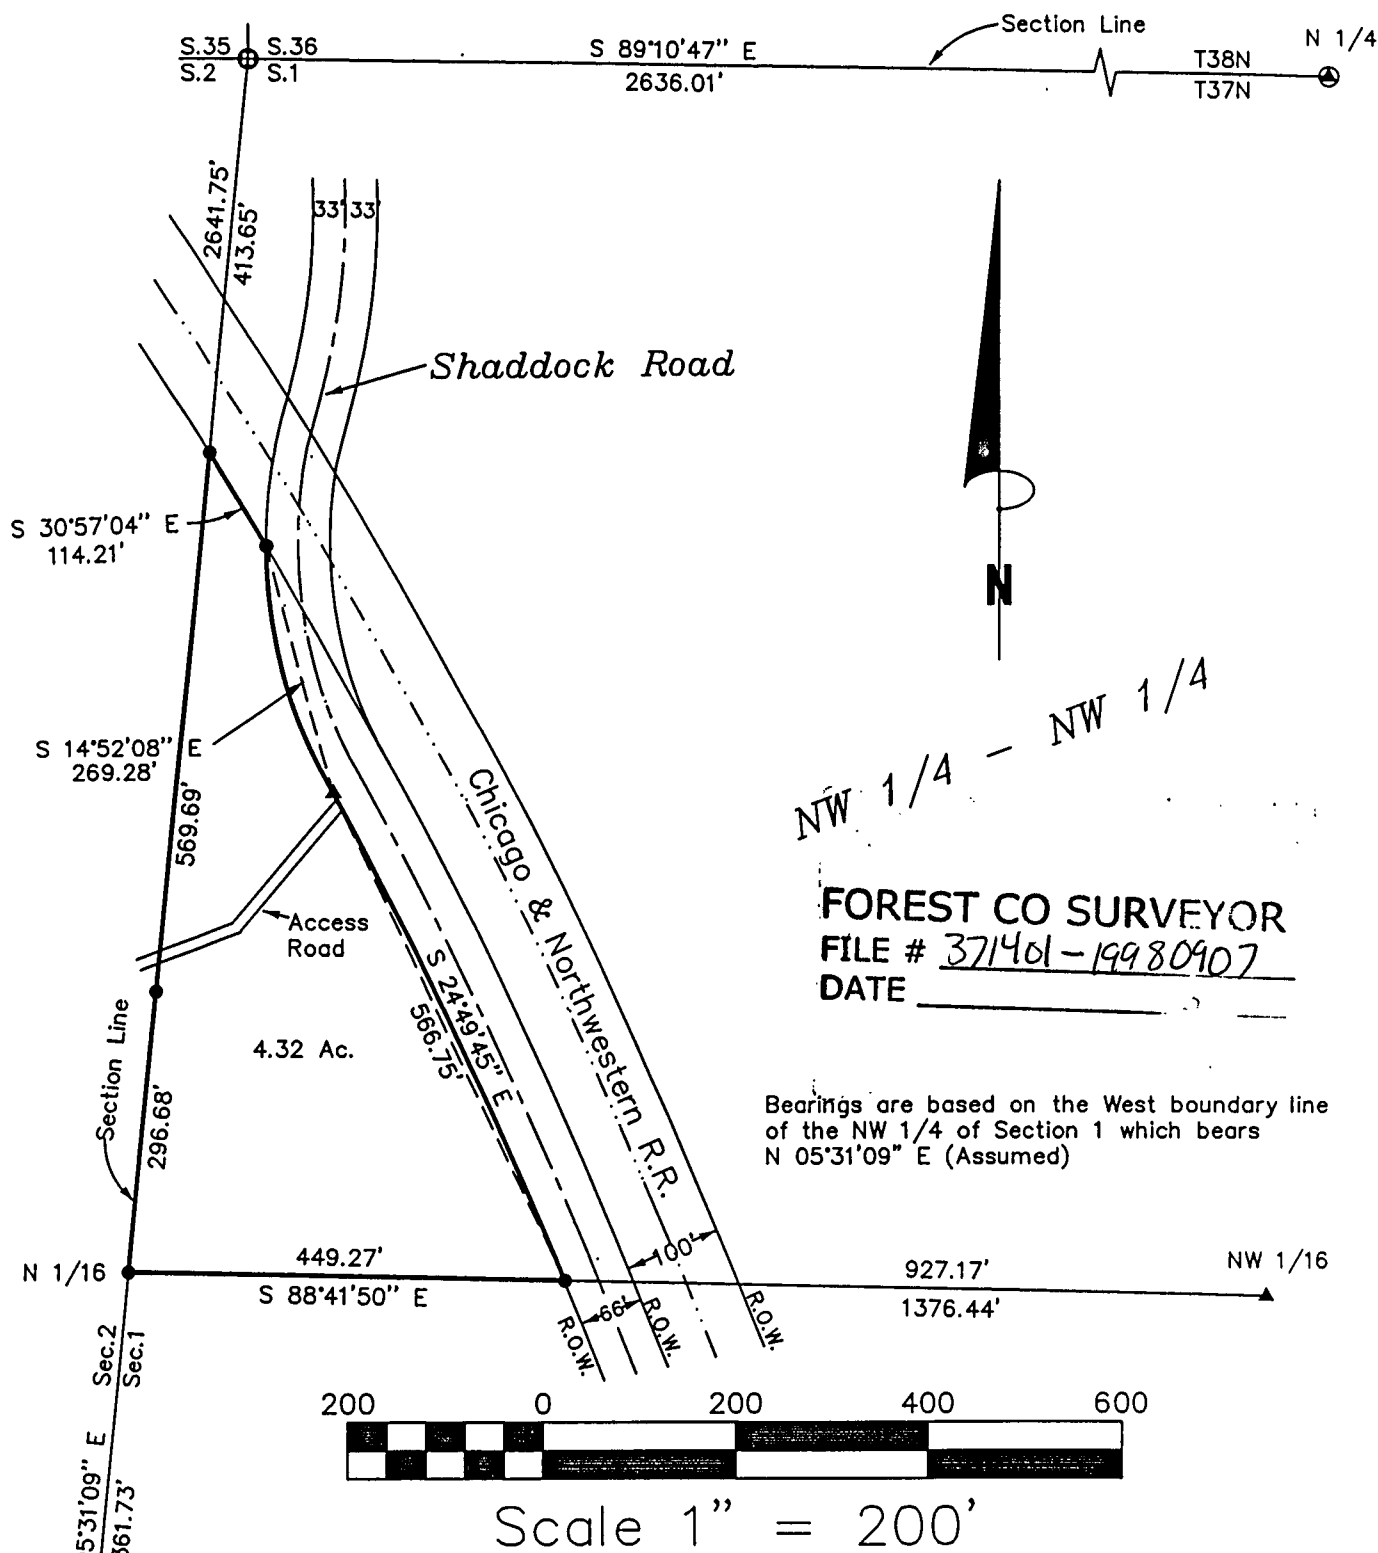 S.35 S.36
S.2 S.1
S 89°10'47" E
2636.01'
Section Line
N 1/4
T38N
T37N
2641.75'
413.65'
33' 33'
Shaddock Road
S 30°57'04" E
114.21'
N
S 14°52'08" E
269.28'
569.69'
NW 1/4 - NW 1/4
Chicago & Northwestern R.R.
FOREST CO SURVEYOR
FILE # 371401-19980907
DATE
Access
Road
S 24°49'45" E
566.75'
4.32 Ac.
Section Line
296.68'
Bearings are based on the West boundary line
of the NW 1/4 of Section 1 which bears
N 05°31'09" E (Assumed)
N 1/16
449.27'
S 88°41'50" E
100'
66'
R.O.W.
R.O.W.
R.O.W.
927.17'
1376.44'
NW 1/16
Sec.2
Sec.1
200 0 200 400 600
5°31'09" E
361.73'
Scale 1" = 200'